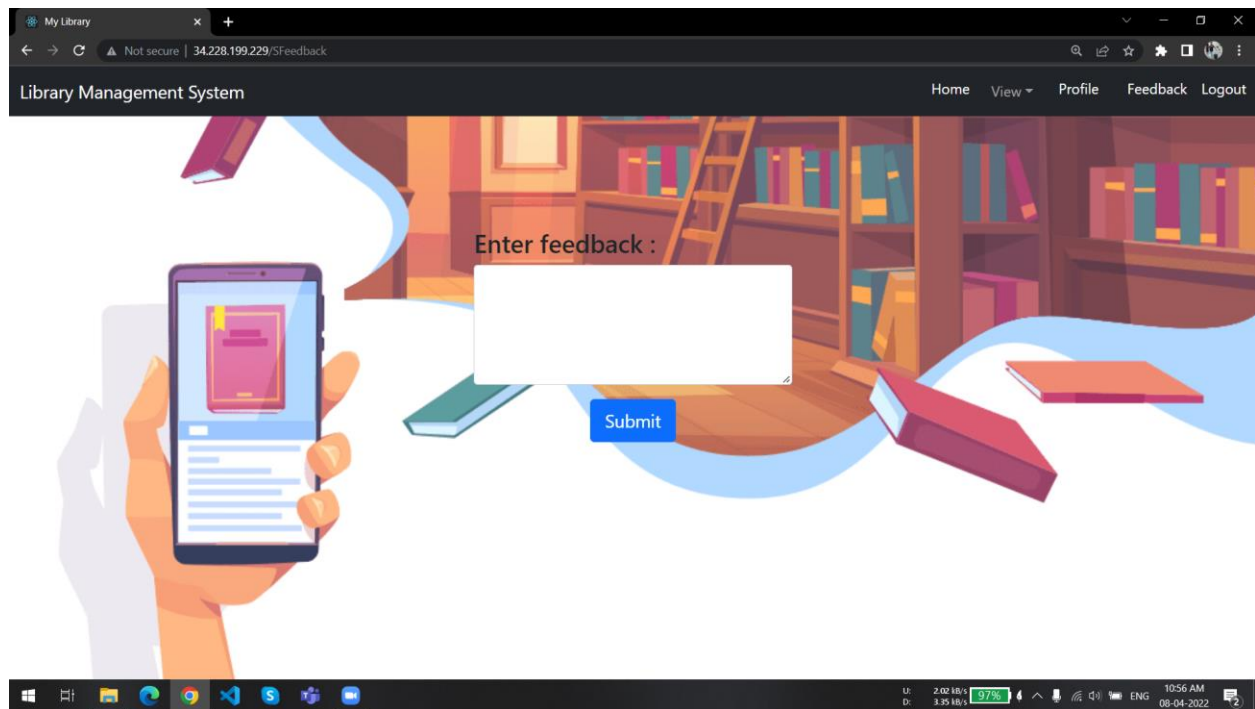 My Library
Not secure | 34.228.199.229/SFeedback
Library Management System
Home View Profile Feedback Logout
Enter feedback :
Submit
U: 2.02 kB/s
D: 3.35 kB/s
97%
ENG
10:56 AM
08-04-2022
2